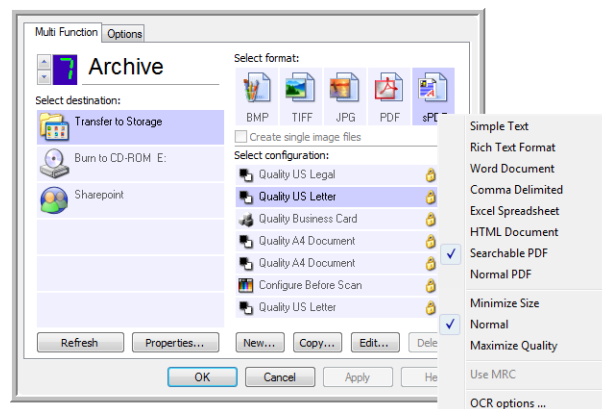 Multi Function
Options
7
Archive
Select destination:
Transfer to Storage
Burn to CD-ROM E:
Sharepoint
Refresh
Properties...
Select format:
BMP
TIFF
JPG
PDF
sPDF
Create single image files
Select configuration:
Quality US Legal
Quality US Letter
Quality Business Card
Quality A4 Document
Quality A4 Document
Configure Before Scan
Quality US Letter
New...
Copy...
Edit...
Dele
OK
Cancel
Apply
He
Simple Text
Rich Text Format
Word Document
Comma Delimited
Excel Spreadsheet
HTML Document
Searchable PDF
Normal PDF
Minimize Size
Normal
Maximize Quality
Use MRC
OCR options ...